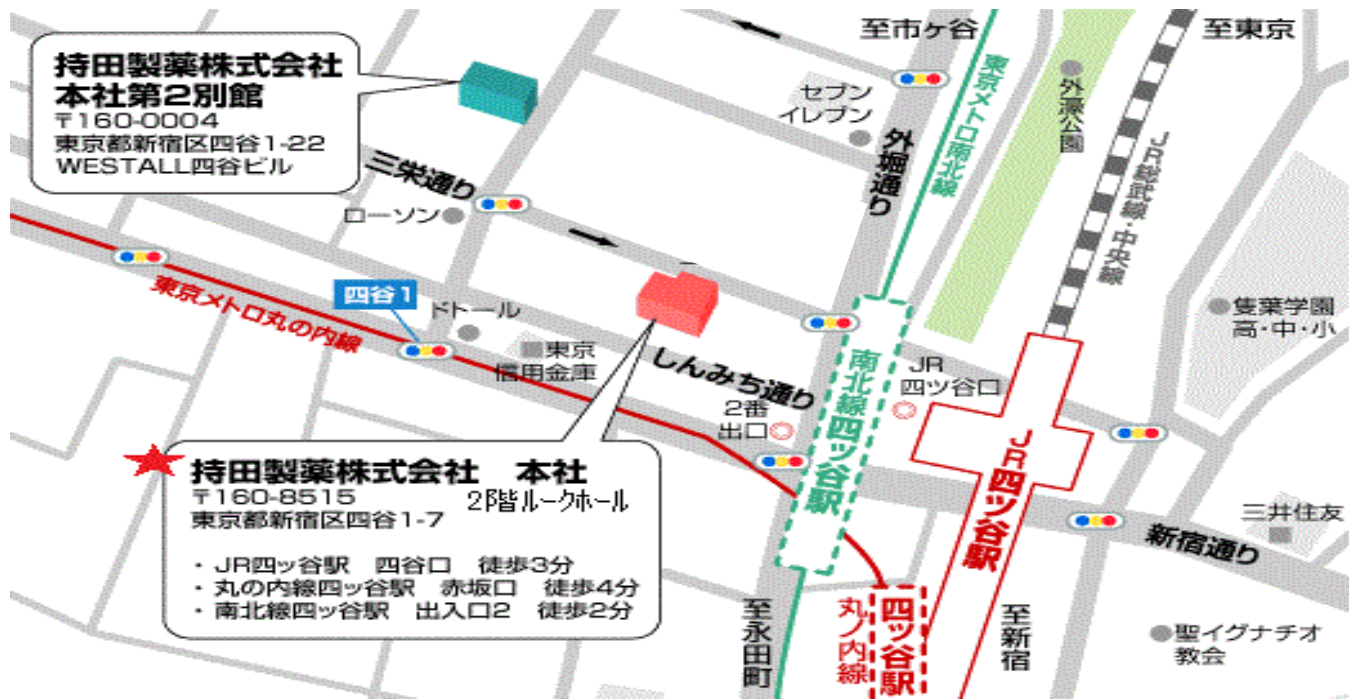 持田製薬株式会社
本社第2別館
〒160-0004
東京都新宿区四谷1-22
WESTALL四谷ビル
至市ヶ谷
至東京
セブン
イレブン
外堀通り
東京メトロ南北線
外濠公園
JR総武線・中央線
三栄通り
ローソン
東京メトロ丸の内線
四谷1
ドトール
東京
信用金庫
しんみち通り
2番
出口
南北線四ツ谷駅
JR
四ツ谷口
JR四ツ谷駅
隻葉学園
高・中・小
三井住友
新宿通り
持田製薬株式会社 本社
〒160-8515
2階ルークホール
東京都新宿区四谷1-7
・JR四ッ谷駅 四谷口 徒歩3分
・丸の内線四ッ谷駅 赤坂口 徒歩4分
・南北線四ッ谷駅 出入口2 徒歩2分
至永田町
丸ノ内線
四ツ谷駅
至新宿
聖イグナチオ
教会